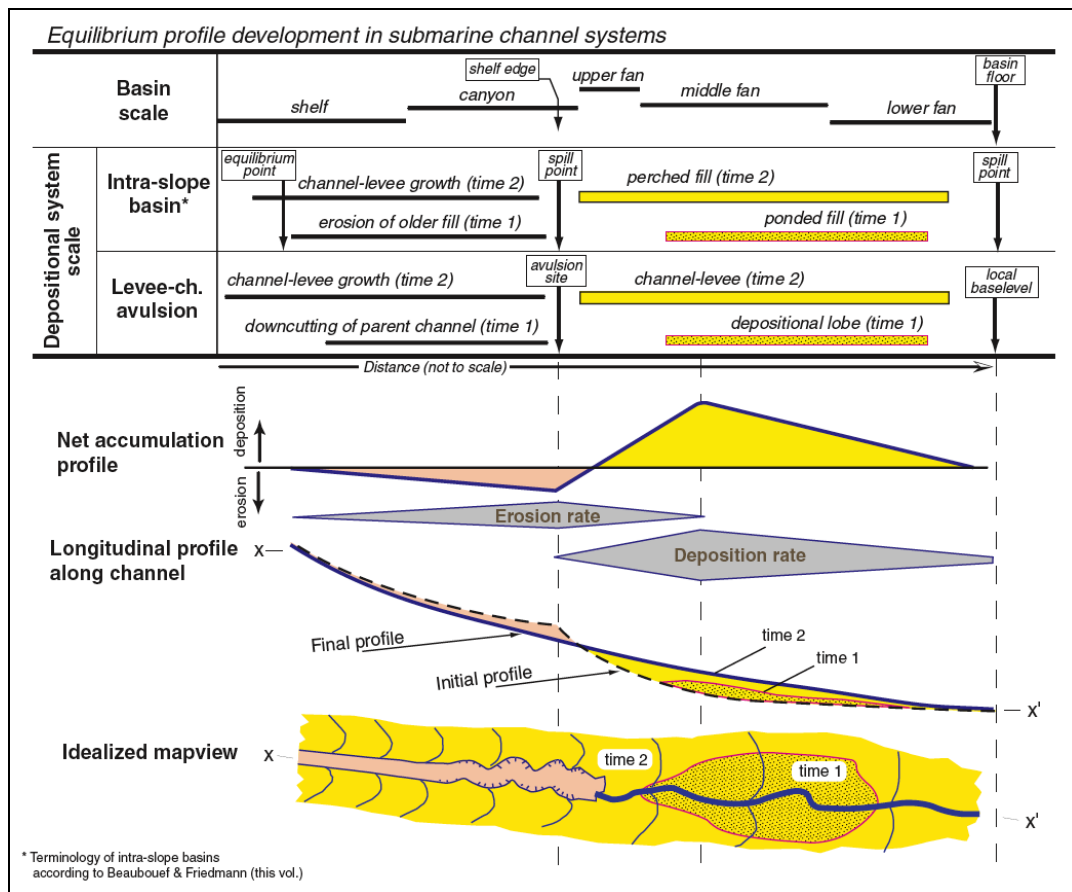 Equilibrium profile development in submarine channel systems
Basin
scale
shelf
canyon
shelf edge
upper fan
middle fan
lower fan
basin
floor
Depositional system
scale
Intra-slope
basin*
equilibrium
point
channel-levee growth (time 2)
erosion of older fill (time 1)
spill
point
perched fill (time 2)
ponded fill (time 1)
spill
point
Levee-ch.
avulsion
channel-levee growth (time 2)
downcutting of parent channel (time 1)
avulsion
site
channel-levee (time 2)
depositional lobe (time 1)
local
baselevel
Distance (not to scale)
Net accumulation
profile
deposition
erosion
Erosion rate
Deposition rate
Longitudinal profile
along channel
x
Final profile
Initial profile
time 2
time 1
x'
Idealized mapview
x
time 2
time 1
x'
* Terminology of intra-slope basins
according to Beaubouef & Friedmann (this vol.)